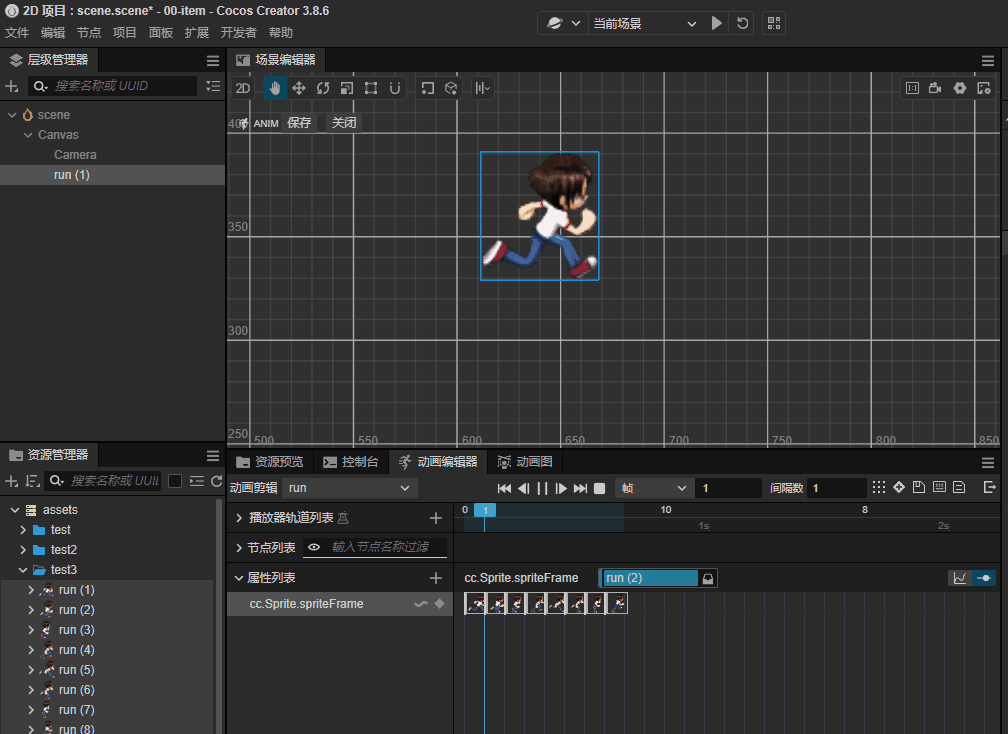 2D 项目 : scene.scene* - 00-item - Cocos Creator 3.8.6
文件 编辑 节点 项目 面板 扩展 开发者 帮助
当前场景
层级管理器
搜索名称或 UUID
scene
Canvas
Camera
run (1)
场景编辑器
2D
ANIM 保存 关闭
350
300
250
500 550 600 650 700 750 800 850
资源管理器
搜索名称或 UUI
assets
test
test2
test3
run (1)
run (2)
run (3)
run (4)
run (5)
run (6)
run (7)
run (8)
资源预览 控制台 动画编辑器 动画图
动画剪辑 run 帧 1 间隔数 1
播放器轨道列表
0 1 10 8
1s 2s
节点列表 输入节点名称过滤
属性列表
cc.Sprite.spriteFrame run (2)
cc.Sprite.spriteFrame